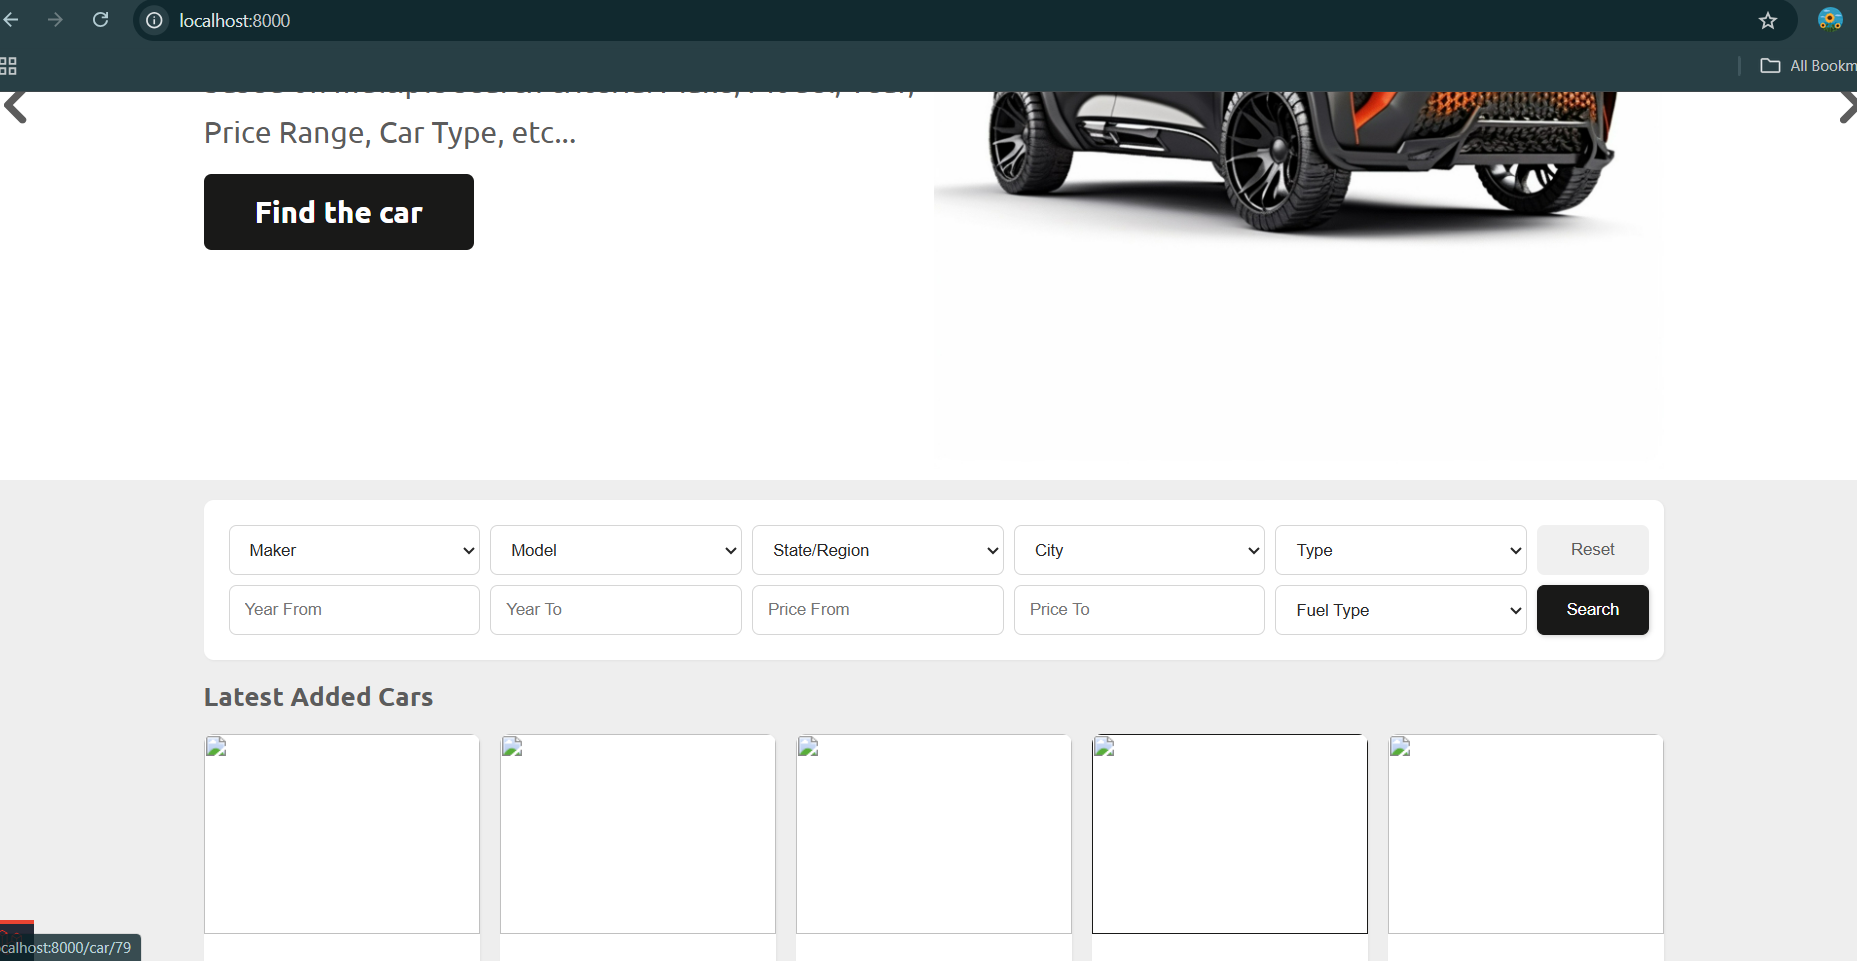 localhost:8000
All Bookm
Price Range, Car Type, etc...
Find the car
Maker
Model
State/Region
City
Type
Reset
Year From
Year To
Price From
Price To
Fuel Type
Search
Latest Added Cars
calhost:8000/car/79